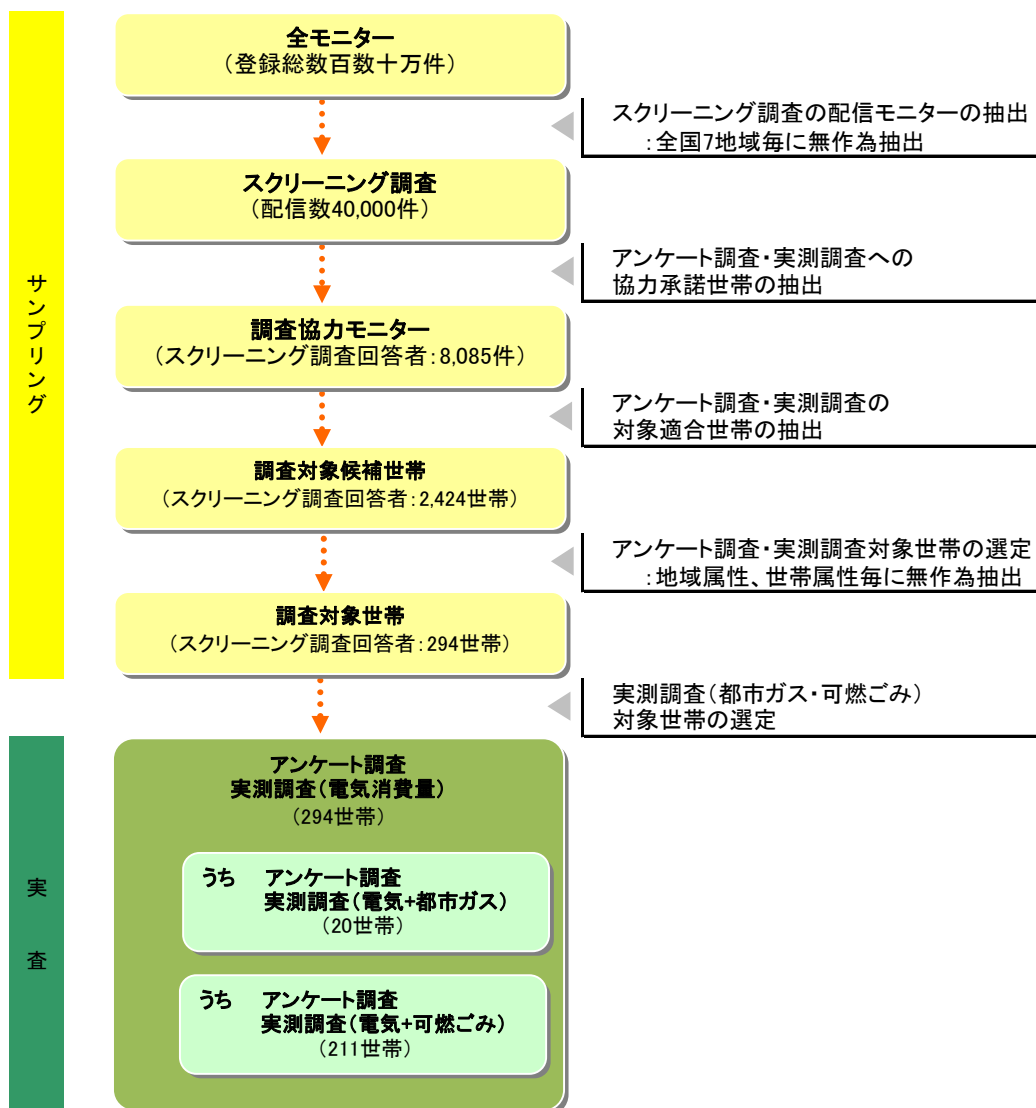 サンプリング
全モニター
（登録総数百数十万件）
スクリーニング調査の配信モニターの抽出
：全国7地域毎に無作為抽出
スクリーニング調査
（配信数40,000件）
アンケート調査・実測調査への
協力承諾世帯の抽出
調査協力モニター
（スクリーニング調査回答者：8,085件）
アンケート調査・実測調査の
対象適合世帯の抽出
調査対象候補世帯
（スクリーニング調査回答者：2,424世帯）
アンケート調査・実測調査対象世帯の選定
：地域属性、世帯属性毎に無作為抽出
調査対象世帯
（スクリーニング調査回答者：294世帯）
実測調査（都市ガス・可燃ごみ）
対象世帯の選定
実査
アンケート調査
実測調査（電気消費量）
（294世帯）
うち　アンケート調査
実測調査（電気+都市ガス）
（20世帯）
うち　アンケート調査
実測調査（電気+可燃ごみ）
（211世帯）